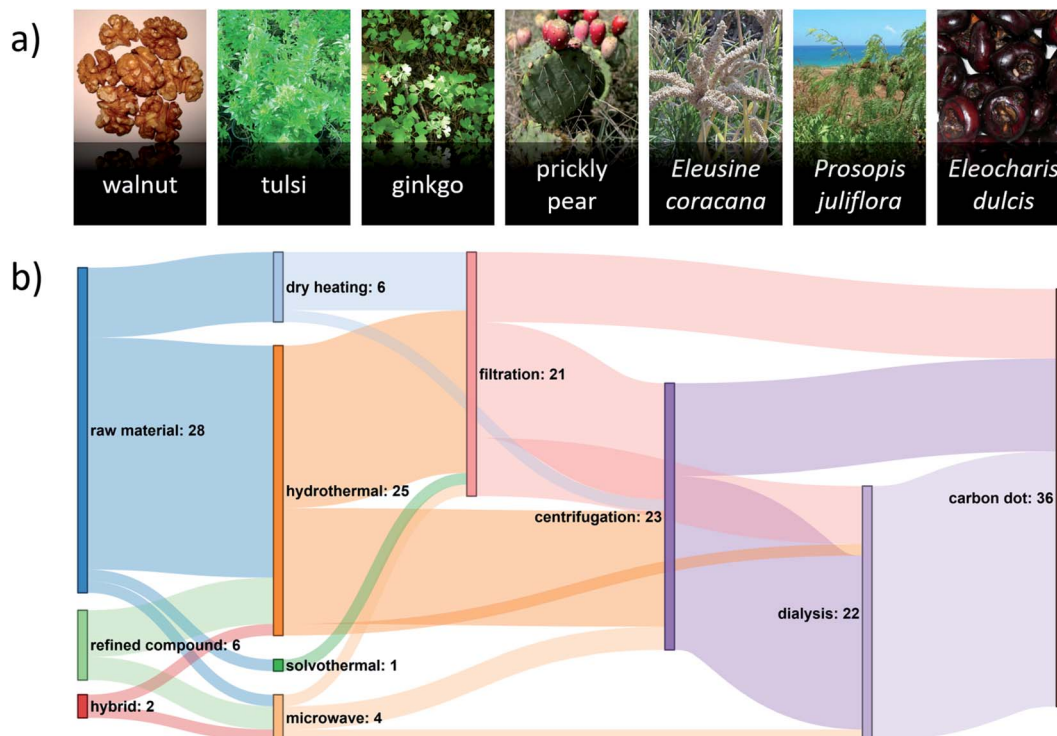 a)
walnut
tulsi
ginkgo
prickly
pear
Eleusine
coracana
Prosopis
juliflora
Eleocharis
dulcis
b)
dry heating: 6
filtration: 21
raw material: 28
hydrothermal: 25
centrifugation: 23
carbon dot: 36
dialysis: 22
refined compound: 6
solvothermal: 1
hybrid: 2
microwave: 4